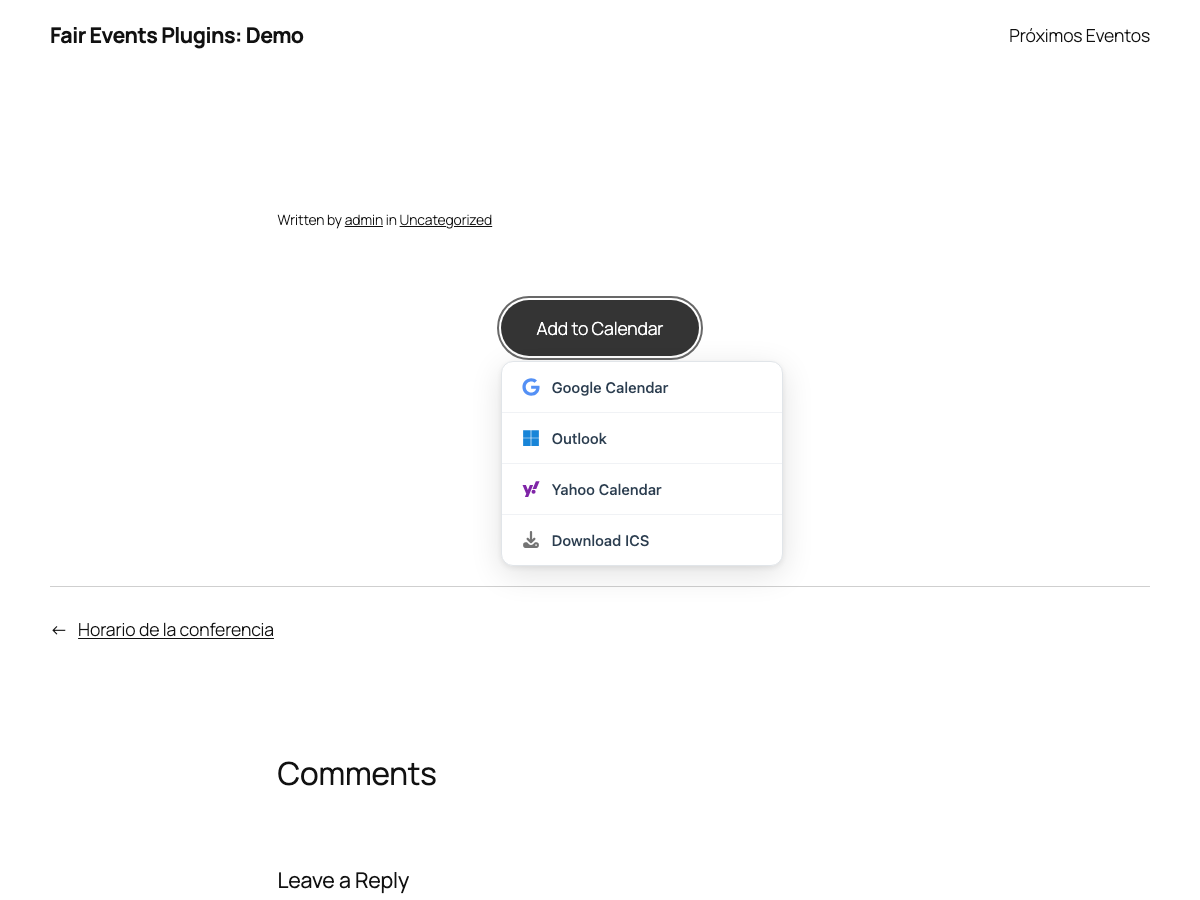 Fair Events Plugins: Demo
Próximos Eventos
Written by admin in Uncategorized
Add to Calendar
Google Calendar
Outlook
Yahoo Calendar
Download ICS
← Horario de la conferencia
Comments
Leave a Reply